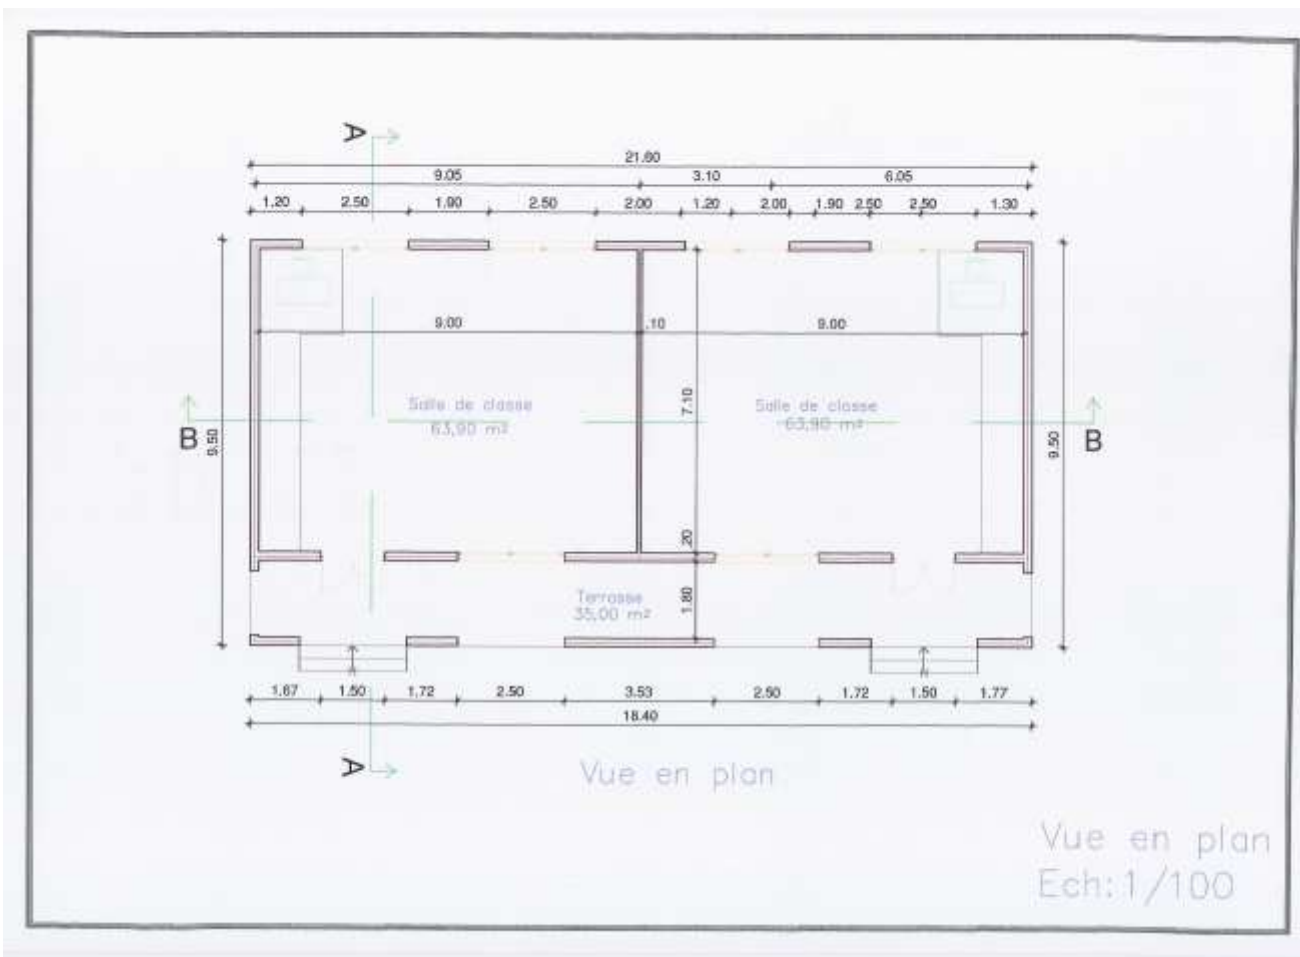 A
21.60
9.05 3.10 6.05
1.20 2.50 1.90 2.50 2.00 1.20 2.00 1.90 2.50 2.50 1.30
9.00 .10 9.00
7.10
Salle de classe
63,90 m²
Salle de classe
63,90 m²
B
9.50
9.50
B
.20
Terrasse
35,00 m²
1.80
1.67 1.50 1.72 2.50 3.53 2.50 1.72 1.50 1.77
18.40
A
Vue en plan
Vue en plan
Ech:1/100